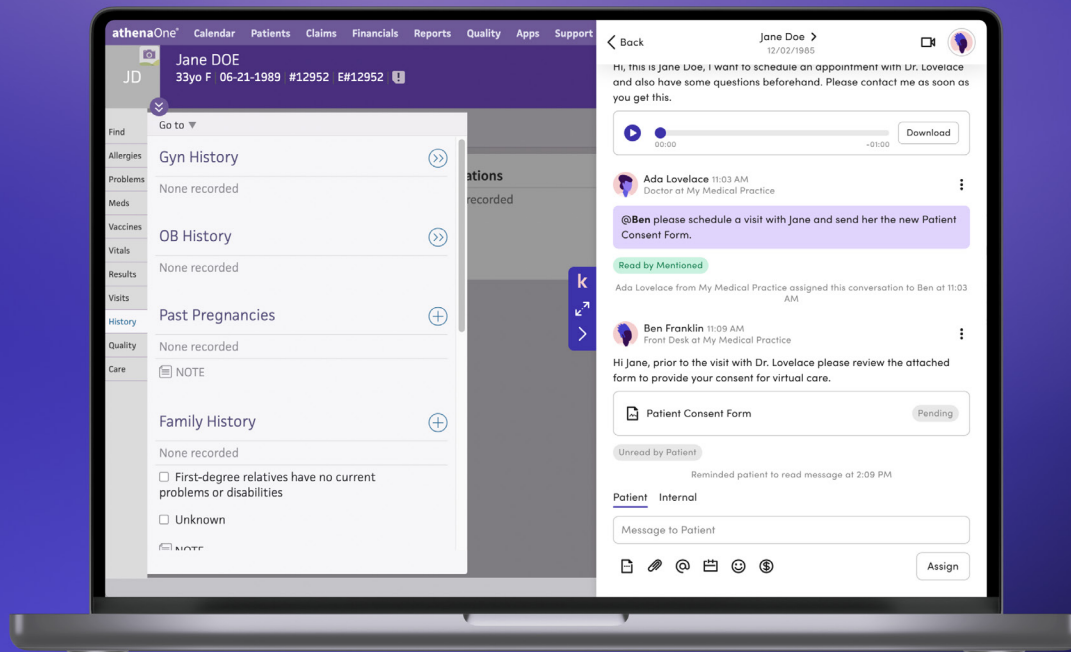 athenaOne® Calendar Patients Claims Financials Reports Quality Apps Support
JD
Jane DOE
33yo F 06-21-1989 #12952 E#12952 !
Find
Allergies
Problems
Meds
Vaccines
Vitals
Results
Visits
History
Quality
Care
Go to ▼
Gyn History
None recorded
OB History
None recorded
Past Pregnancies
None recorded
NOTE
Family History
None recorded
First-degree relatives have no current
problems or disabilities
Unknown
NOTE
ations
recorded
k
Back
Jane Doe >
12/02/1985
Hi, this is Jane Doe, I want to schedule an appointment with Dr. Lovelace
and also have some questions beforehand. Please contact me as soon as
you get this.
00:00
-01:00
Download
Ada Lovelace 11:03 AM
Doctor at My Medical Practice
@Ben please schedule a visit with Jane and send her the new Patient
Consent Form.
Read by Mentioned
Ada Lovelace from My Medical Practice assigned this conversation to Ben at 11:03
AM
Ben Franklin 11:09 AM
Front Desk at My Medical Practice
Hi Jane, prior to the visit with Dr. Lovelace please review the attached
form to provide your consent for virtual care.
Patient Consent Form
Pending
Unread by Patient
Reminded patient to read message at 2:09 PM
Patient Internal
Message to Patient
Assign